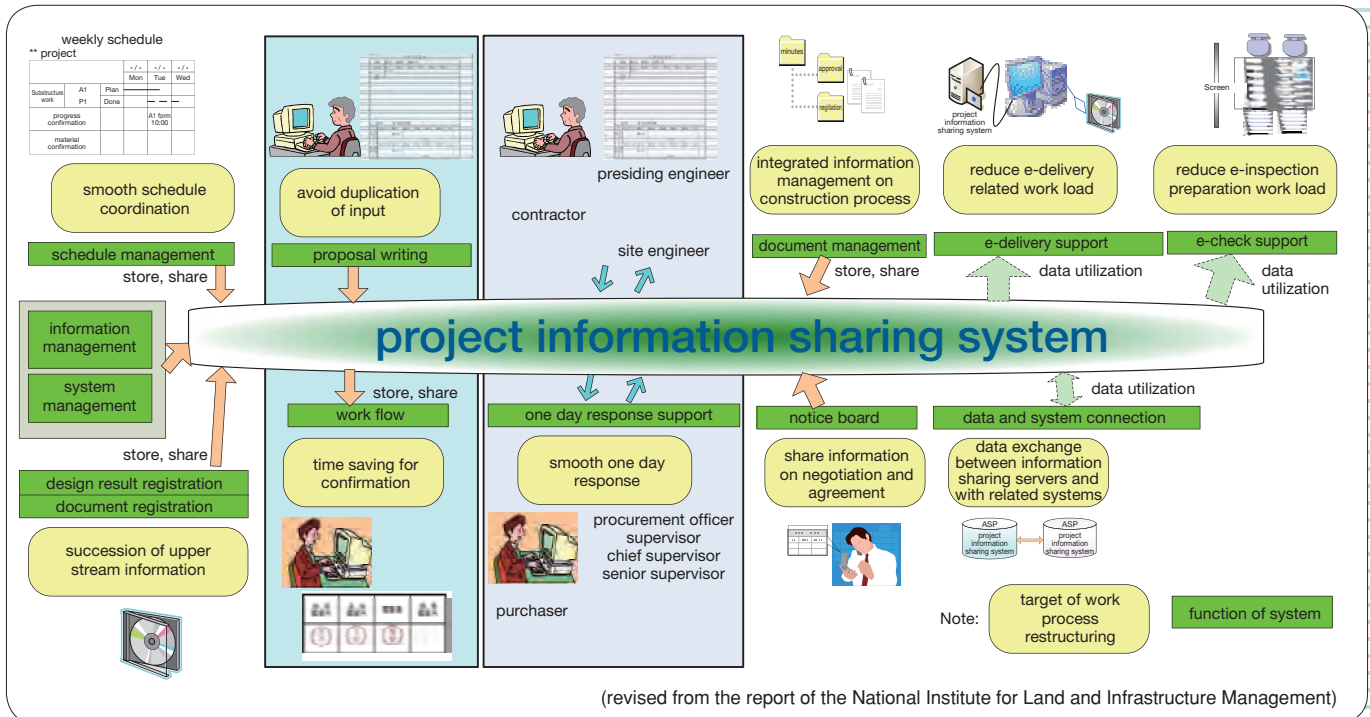 weekly schedule
** project
- / - - / - - / -
Mon Tue Wed
Substructure work A1 Plan
P1 Done
progress confirmation A1 form 10:00
material confirmation
smooth schedule
coordination
schedule management
store, share
information
management
system
management
store, share
design result registration
document registration
succession of upper
stream information
avoid duplication
of input
proposal writing
project information sharing system
store, share
work flow
time saving for
confirmation
presiding engineer
contractor
site engineer
one day response support
smooth one day
response
procurement officer
supervisor
chief supervisor
senior supervisor
purchaser
minutes
approval
negitiation
integrated information
management on
construction process
document management
store, share
project
information
sharing system
reduce e-delivery
related work load
e-delivery support
data utilization
Screen
reduce e-inspection
preparation work load
e-check support
data
utilization
notice board
share information
on negotiation and
agreement
data utilization
data and system connection
data exchange
between information
sharing servers and
with related systems
ASP
project
information
sharing system
ASP
project
information
sharing system
Note:
target of work
process
restructuring
function of system
(revised from the report of the National Institute for Land and Infrastructure Management)